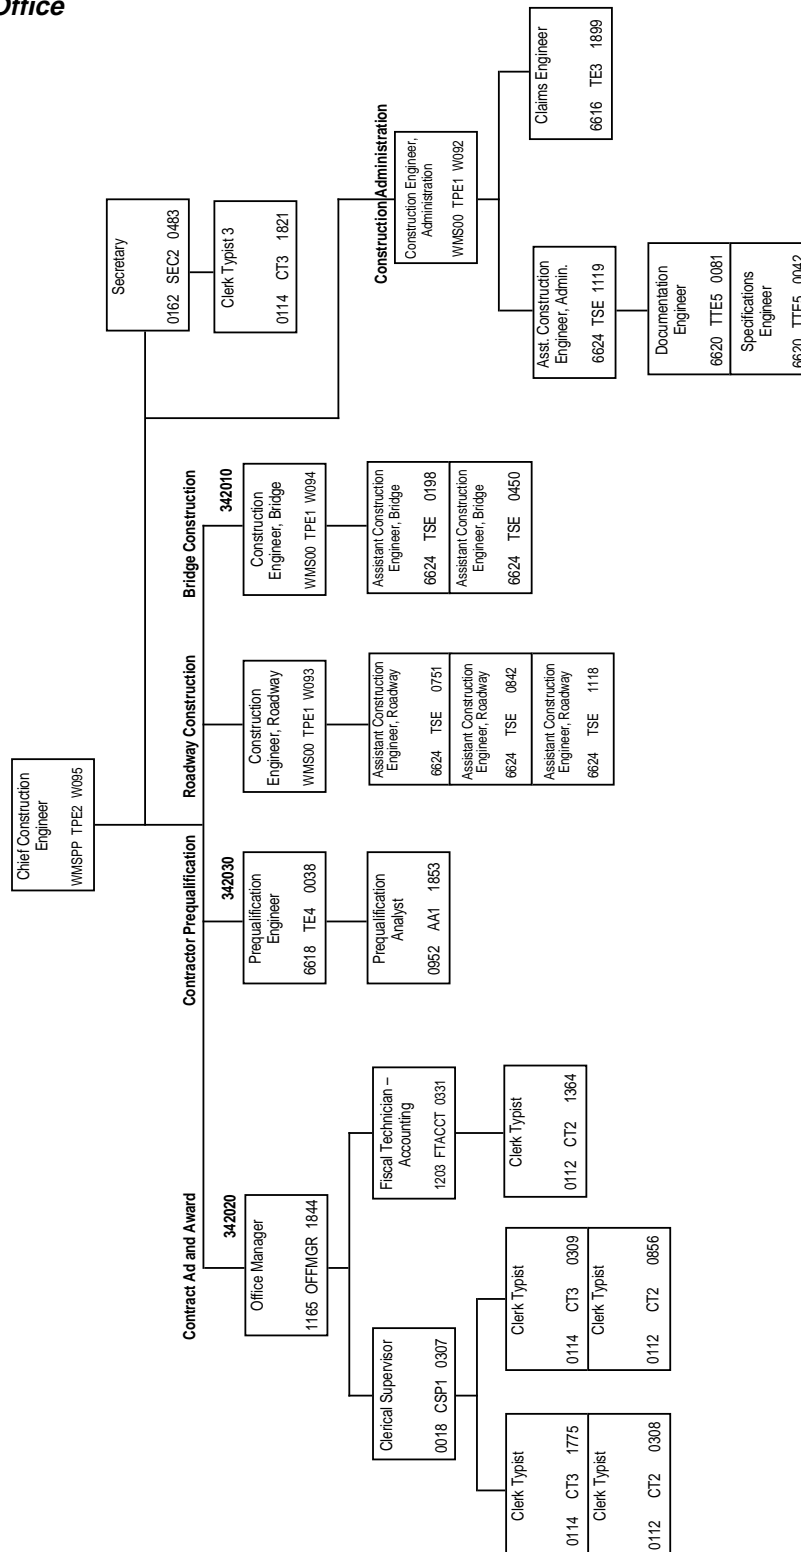 Office
Chief Construction
Engineer
WMSPP TPE2 W095
Secretary
0162 SEC2 0483
Clerk Typist 3
0114 CT3 1821
Contract Ad and Award
342020
Office Manager
1165 OFFMGR 1844
Clerical Supervisor
0018 CSP1 0307
Clerk Typist
0114 CT3 1775
Clerk Typist
0112 CT2 0308
Clerk Typist
0114 CT3 0309
Clerk Typist
0112 CT2 0856
Fiscal Technician –
Accounting
1203 FTACCT 0331
Clerk Typist
0112 CT2 1364
Contractor Prequalification
342030
Prequalification
Engineer
6618 TE4 0038
Prequalification
Analyst
0952 AA1 1853
Roadway Construction
Construction
Engineer, Roadway
WMS00 TPE1 W093
Assistant Construction
Engineer, Roadway
6624 TSE 0751
Assistant Construction
Engineer, Roadway
6624 TSE 0842
Assistant Construction
Engineer, Roadway
6624 TSE 1118
Bridge Construction
342010
Construction
Engineer, Bridge
WMS00 TPE1 W094
Assistant Construction
Engineer, Bridge
6624 TSE 0198
Assistant Construction
Engineer, Bridge
6624 TSE 0450
Construction Administration
Construction Engineer,
Administration
WMS00 TPE1 W092
Asst. Construction
Engineer, Admin.
6624 TSE 1119
Documentation
Engineer
6620 TTE5 0081
Specifications
Engineer
6620 TTE5 0042
Claims Engineer
6616 TE3 1899